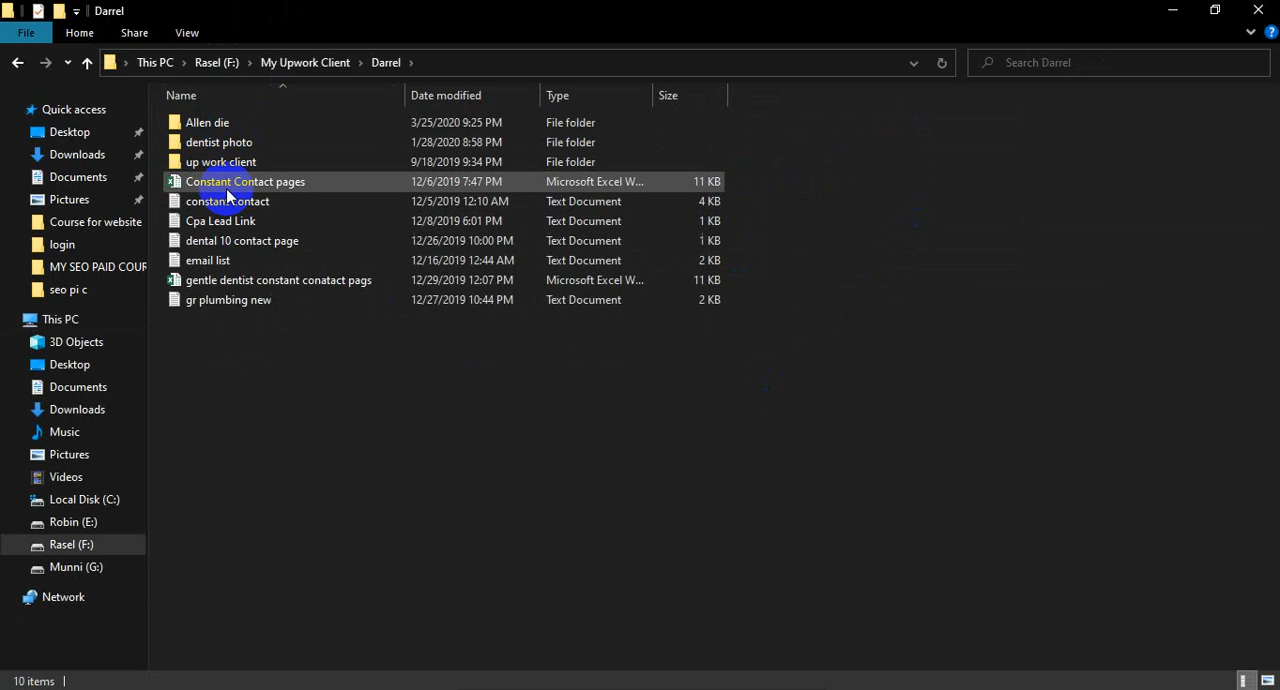 Darrel
File Home Share View
This PC Rasel (F:) My Upwork Client Darrel
Search Darrel
Name Date modified Type Size
Quick access
Desktop
Downloads
Documents
Pictures
Course for website
login
MY SEO PAID COUR
seo pi c
This PC
3D Objects
Desktop
Documents
Downloads
Music
Pictures
Videos
Local Disk (C:)
Robin (E:)
Rasel (F:)
Munni (G:)
Network
Allen die 3/25/2020 9:25 PM File folder
dentist photo 1/28/2020 8:58 PM File folder
up work client 9/18/2019 9:34 PM File folder
Constant Contact pages 12/6/2019 7:47 PM Microsoft Excel W... 11 KB
constant contact 12/5/2019 12:10 AM Text Document 4 KB
Cpa Lead Link 12/8/2019 6:01 PM Text Document 1 KB
dental 10 contact page 12/26/2019 10:00 PM Text Document 1 KB
email list 12/16/2019 12:44 AM Text Document 2 KB
gentle dentist constant conatact pags 12/29/2019 12:07 PM Microsoft Excel W... 11 KB
gr plumbing new 12/27/2019 10:44 PM Text Document 2 KB
10 items